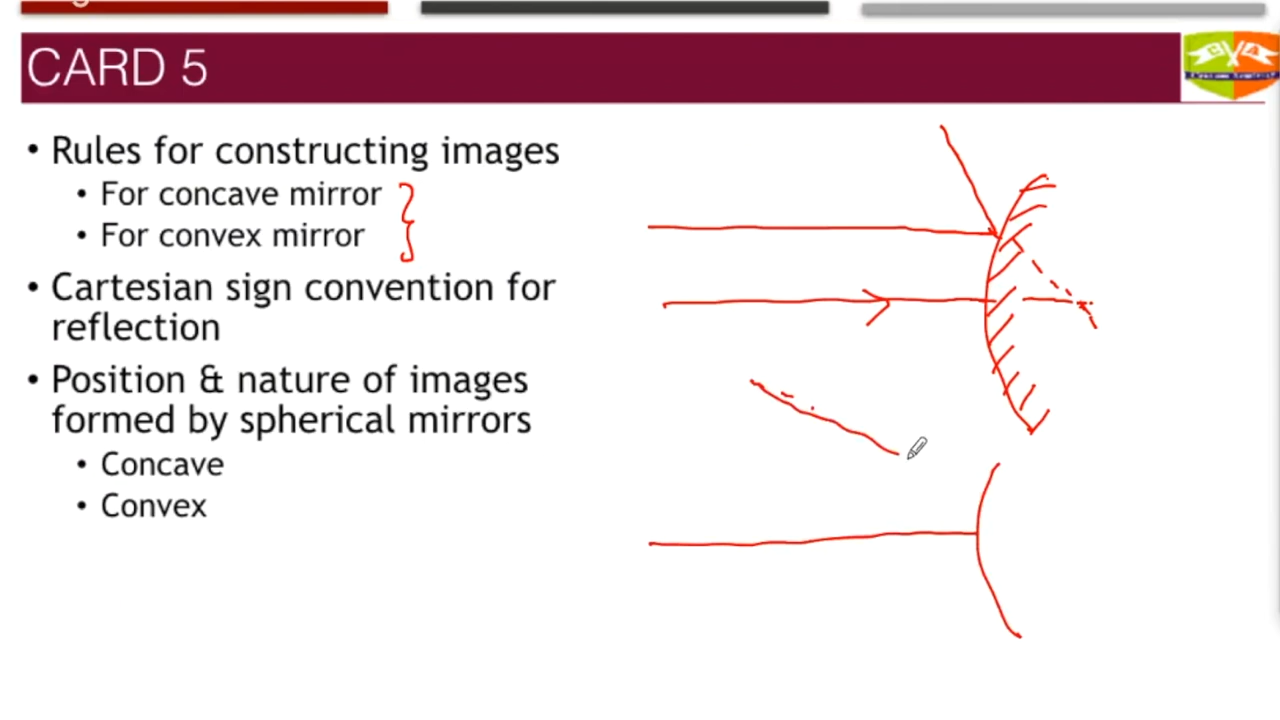 CARD 5
• Rules for constructing images
• For concave mirror
• For convex mirror
• Cartesian sign convention for
reflection
• Position & nature of images
formed by spherical mirrors
• Concave
• Convex